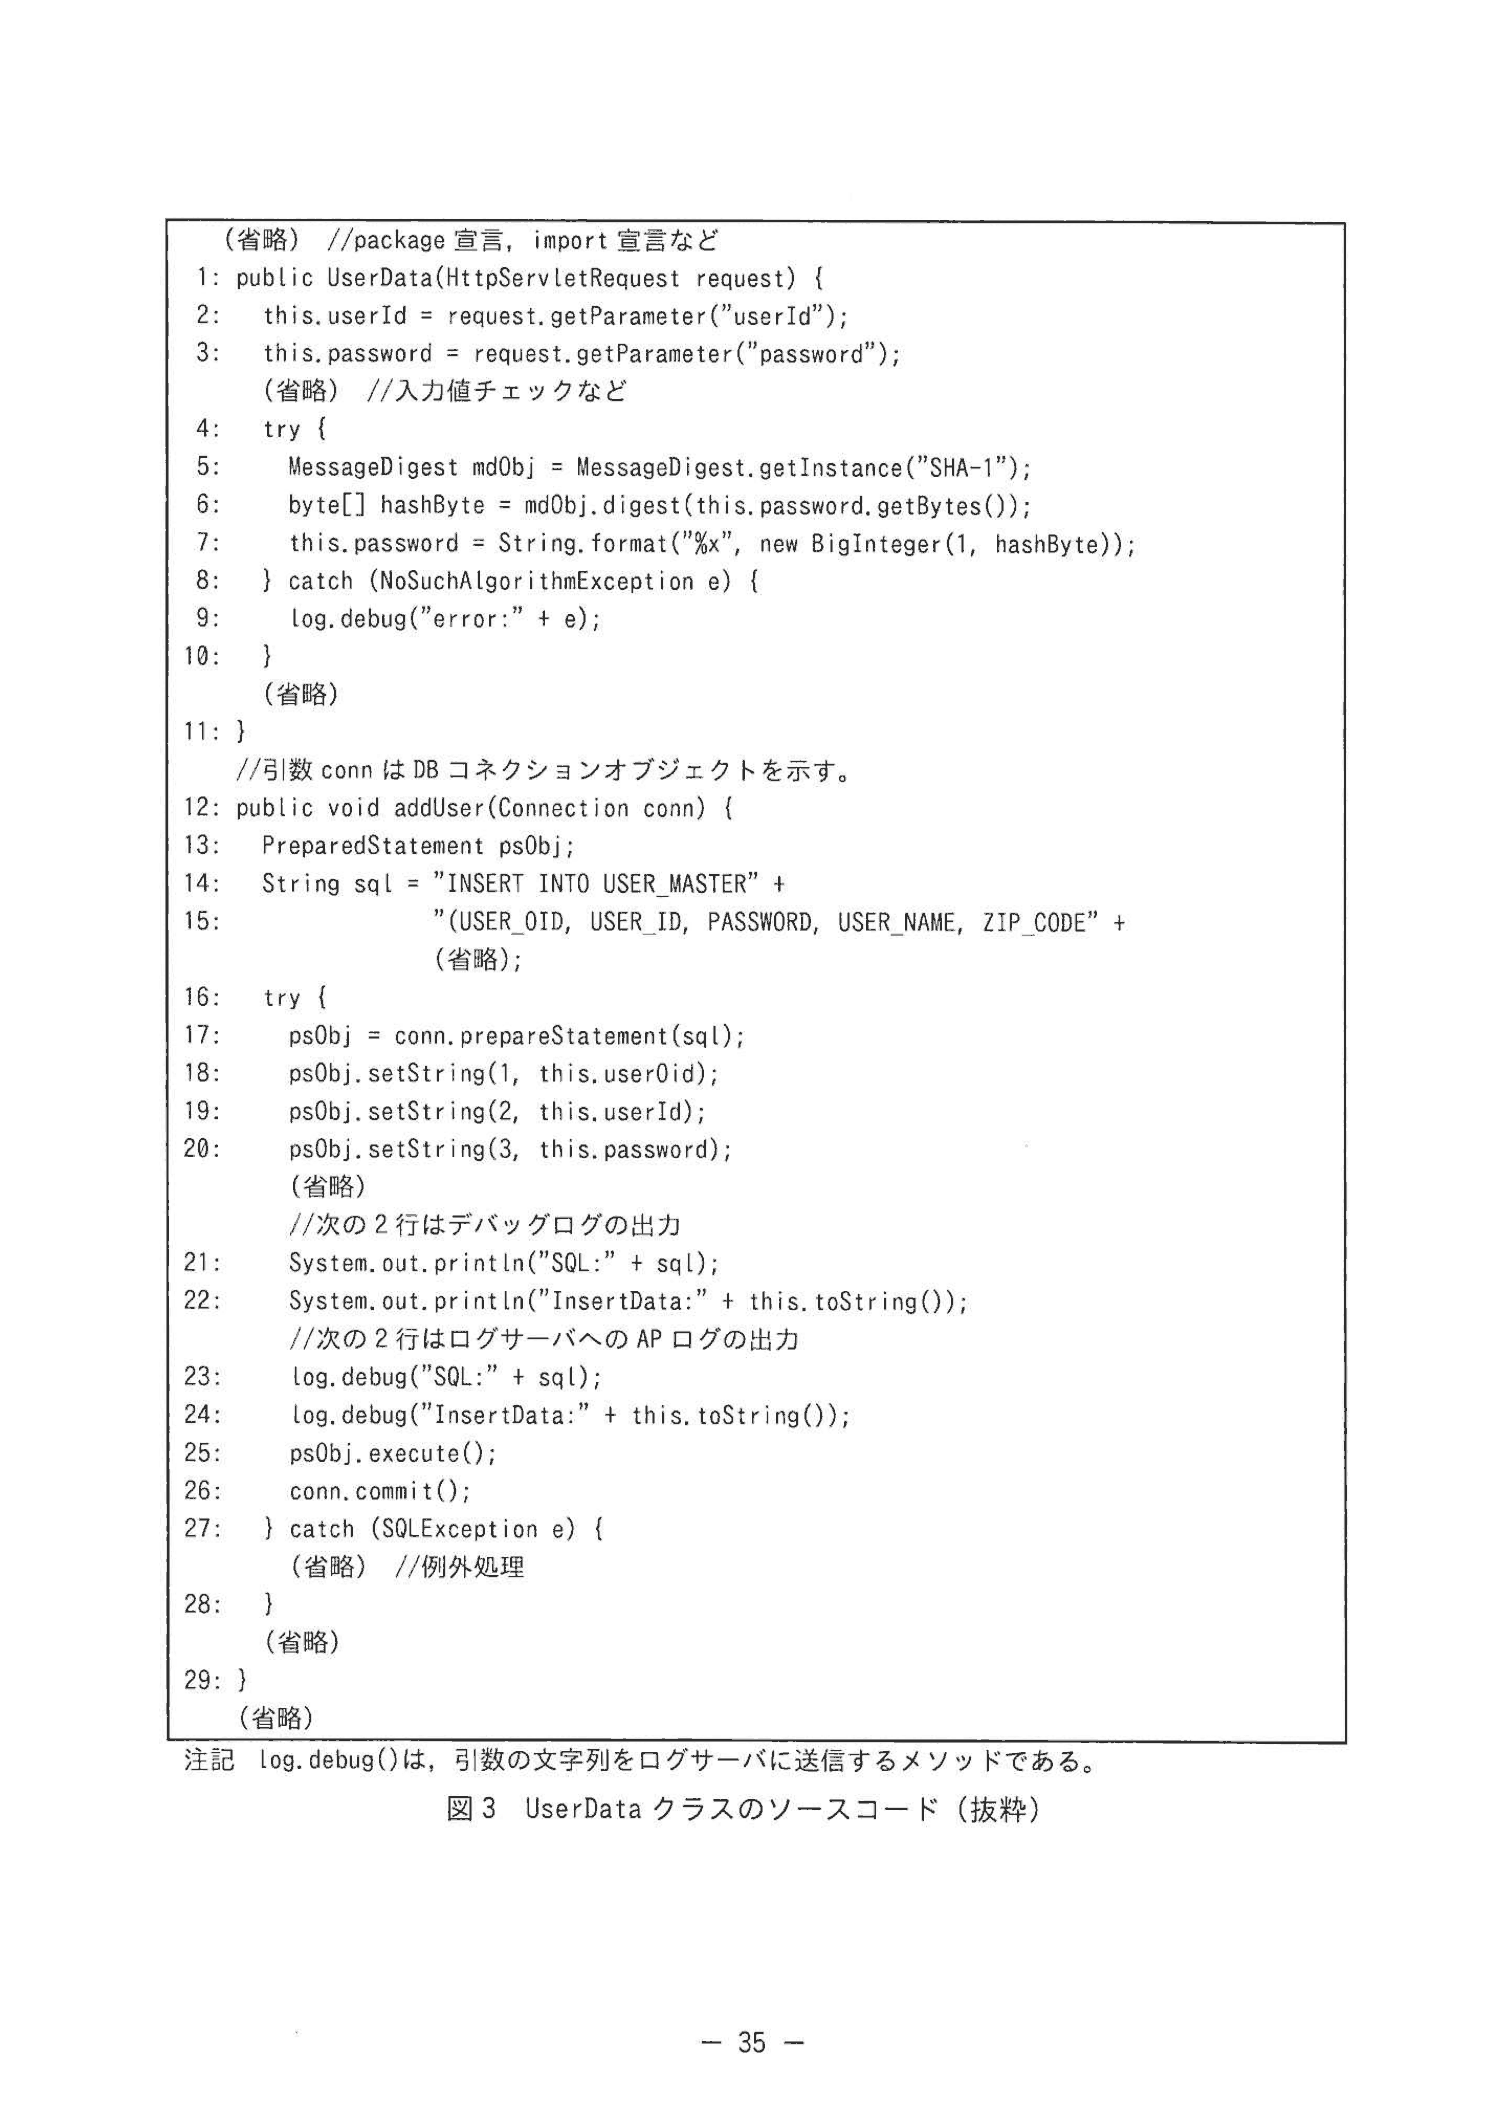 （省略） //package 宣言，import 宣言など
1: public UserData(HttpServletRequest request) {
2:   this.userId = request.getParameter("userId");
3:   this.password = request.getParameter("password");
（省略） //入力値チェックなど
4:   try {
5:     MessageDigest mdObj = MessageDigest.getInstance("SHA-1");
6:     byte[] hashByte = mdObj.digest(this.password.getBytes());
7:     this.password = String.format("%x", new BigInteger(1, hashByte));
8:   } catch (NoSuchAlgorithmException e) {
9:     log.debug("error:" + e);
10:   }
（省略）
11: }
//引数 conn は DB コネクションオブジェクトを示す。
12: public void addUser(Connection conn) {
13:   PreparedStatement psObj;
14:   String sql = "INSERT INTO USER_MASTER" +
15:                "(USER_OID, USER_ID, PASSWORD, USER_NAME, ZIP_CODE" +
（省略）;
16:   try {
17:     psObj = conn.prepareStatement(sql);
18:     psObj.setString(1, this.userOid);
19:     psObj.setString(2, this.userId);
20:     psObj.setString(3, this.password);
（省略）
//次の 2 行はデバッグログの出力
21:     System.out.println("SQL:" + sql);
22:     System.out.println("InsertData:" + this.toString());
//次の 2 行はログサーバへの AP ログの出力
23:     log.debug("SQL:" + sql);
24:     log.debug("InsertData:" + this.toString());
25:     psObj.execute();
26:     conn.commit();
27:   } catch (SQLException e) {
（省略） //例外処理
28:   }
（省略）
29: }
（省略）
注記 log.debug()は，引数の文字列をログサーバに送信するメソッドである。
図 3 UserData クラスのソースコード（抜粋）
－ 35 －